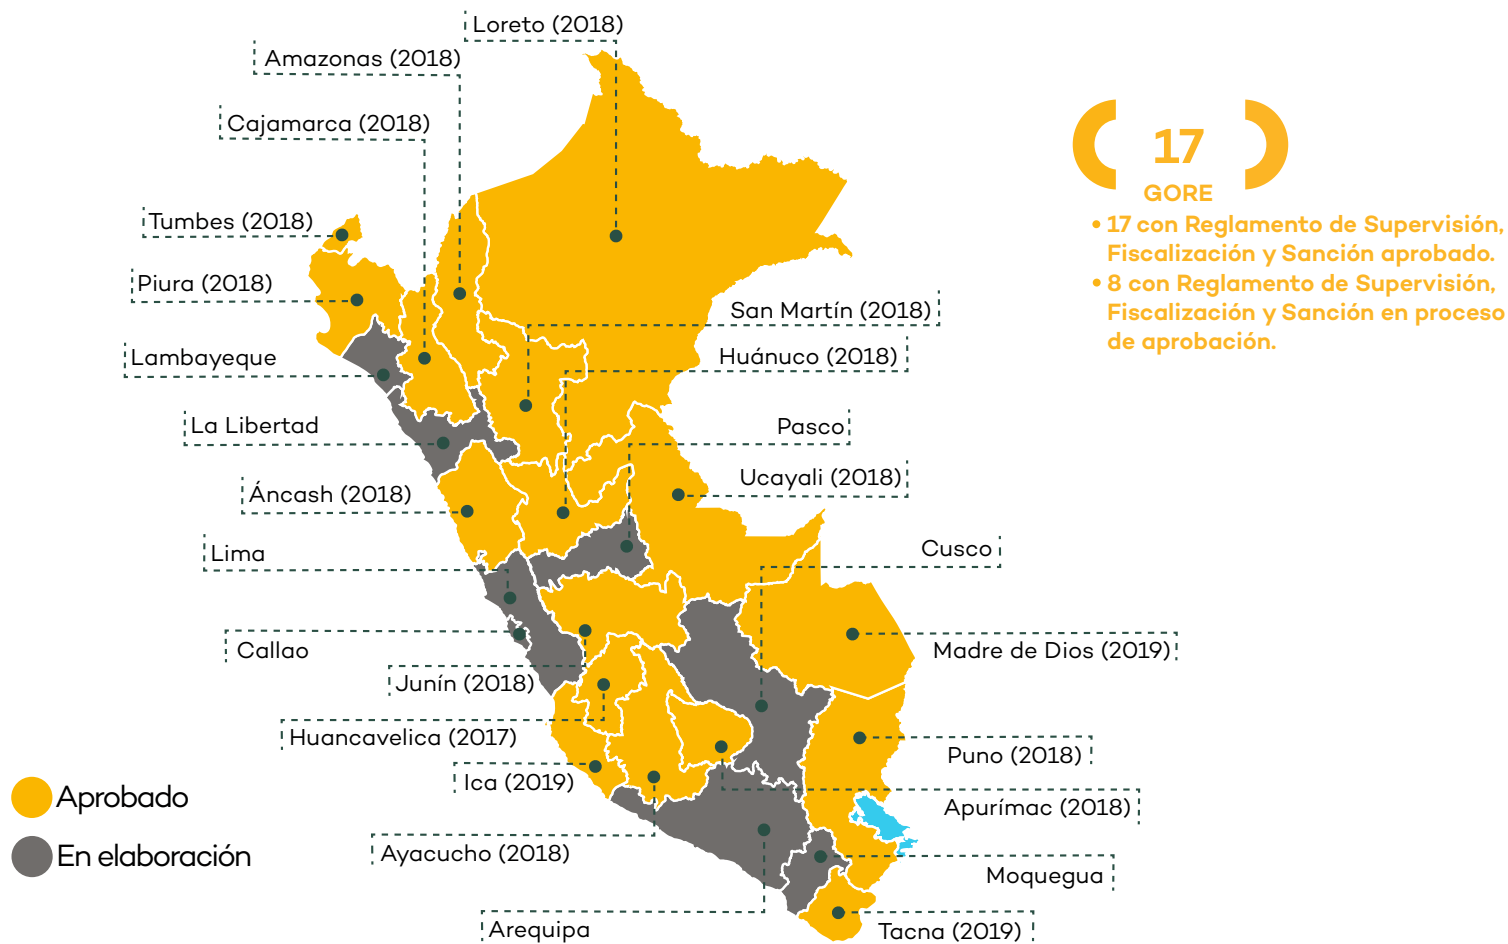 Loreto (2018)
Amazonas (2018)
Cajamarca (2018)
Tumbes (2018)
Piura (2018)
San Martín (2018)
Huánuco (2018)
Lambayeque
La Libertad
Pasco
Ucayali (2018)
Áncash (2018)
Lima
Cusco
Callao
Madre de Dios (2019)
Junín (2018)
Huancavelica (2017)
Puno (2018)
Ica (2019)
Apurímac (2018)
Ayacucho (2018)
Moquegua
Arequipa
Tacna (2019)
Aprobado
En elaboración
17
GORE
• 17 con Reglamento de Supervisión,
Fiscalización y Sanción aprobado.
• 8 con Reglamento de Supervisión,
Fiscalización y Sanción en proceso
de aprobación.